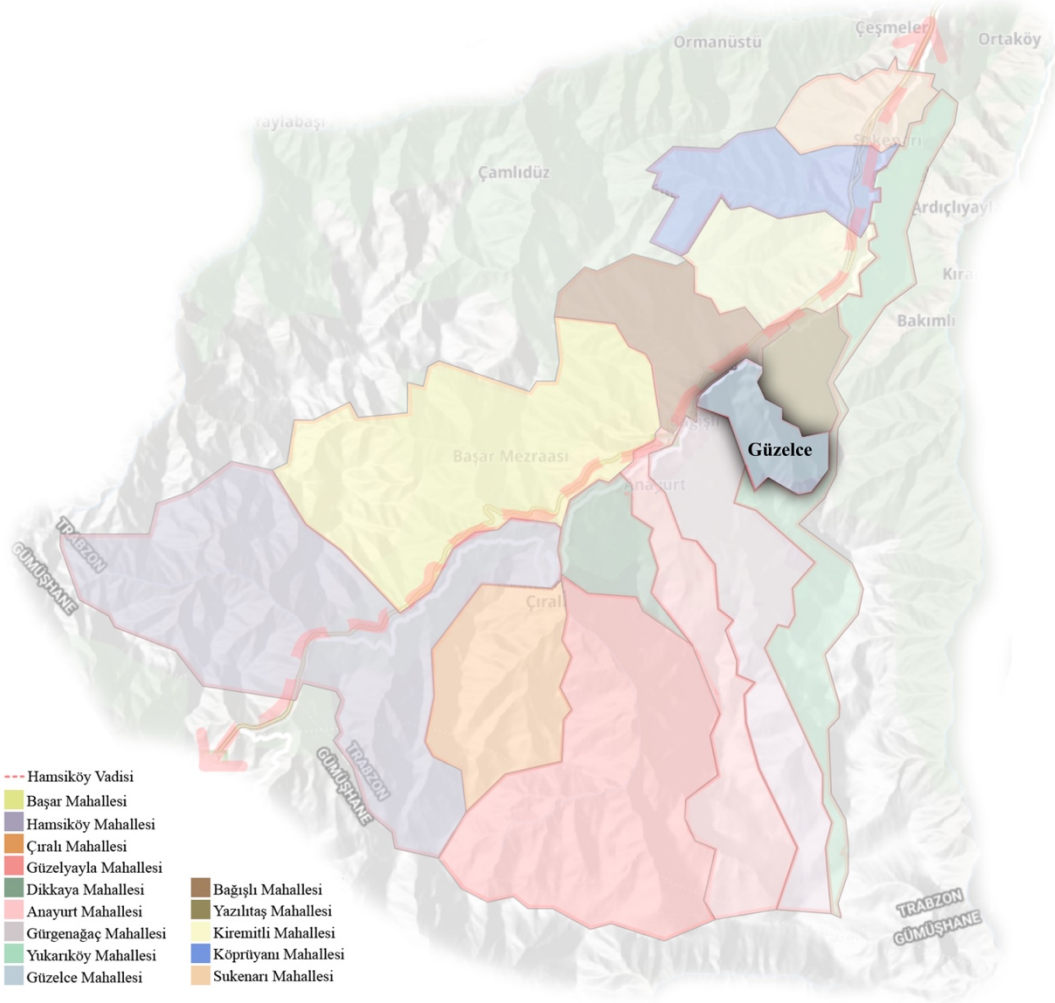 Çeşmeler
Ortaköy
Ormanüstü
Çamlıdüz
Ardıçlıyayla
Bakımlı
Güzelce
Başar Mezraası
Anayurt
TRABZON
GÜMÜŞHANE
Çıralı
TRABZON
GÜMÜŞHANE
Hamsiköy Vadisi
Başar Mahallesi
Hamsiköy Mahallesi
Çıralı Mahallesi
Güzelyayla Mahallesi
Dikkaya Mahallesi
Anayurt Mahallesi
Gürgenağaç Mahallesi
Yukarıköy Mahallesi
Güzelce Mahallesi
Bağışlı Mahallesi
Yazılıtaş Mahallesi
Kiremitli Mahallesi
Köprüyanı Mahallesi
Sukenarı Mahallesi
TRABZON
GÜMÜŞHANE